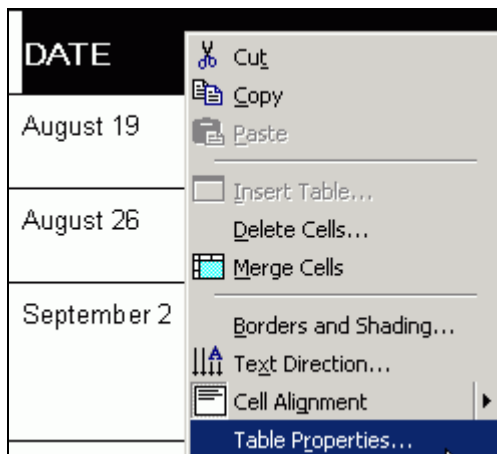 DATE
August 19
August 26
September 2
Cut
Copy
Paste
Insert Table...
Delete Cells...
Merge Cells
Borders and Shading...
Text Direction...
Cell Alignment
Table Properties...